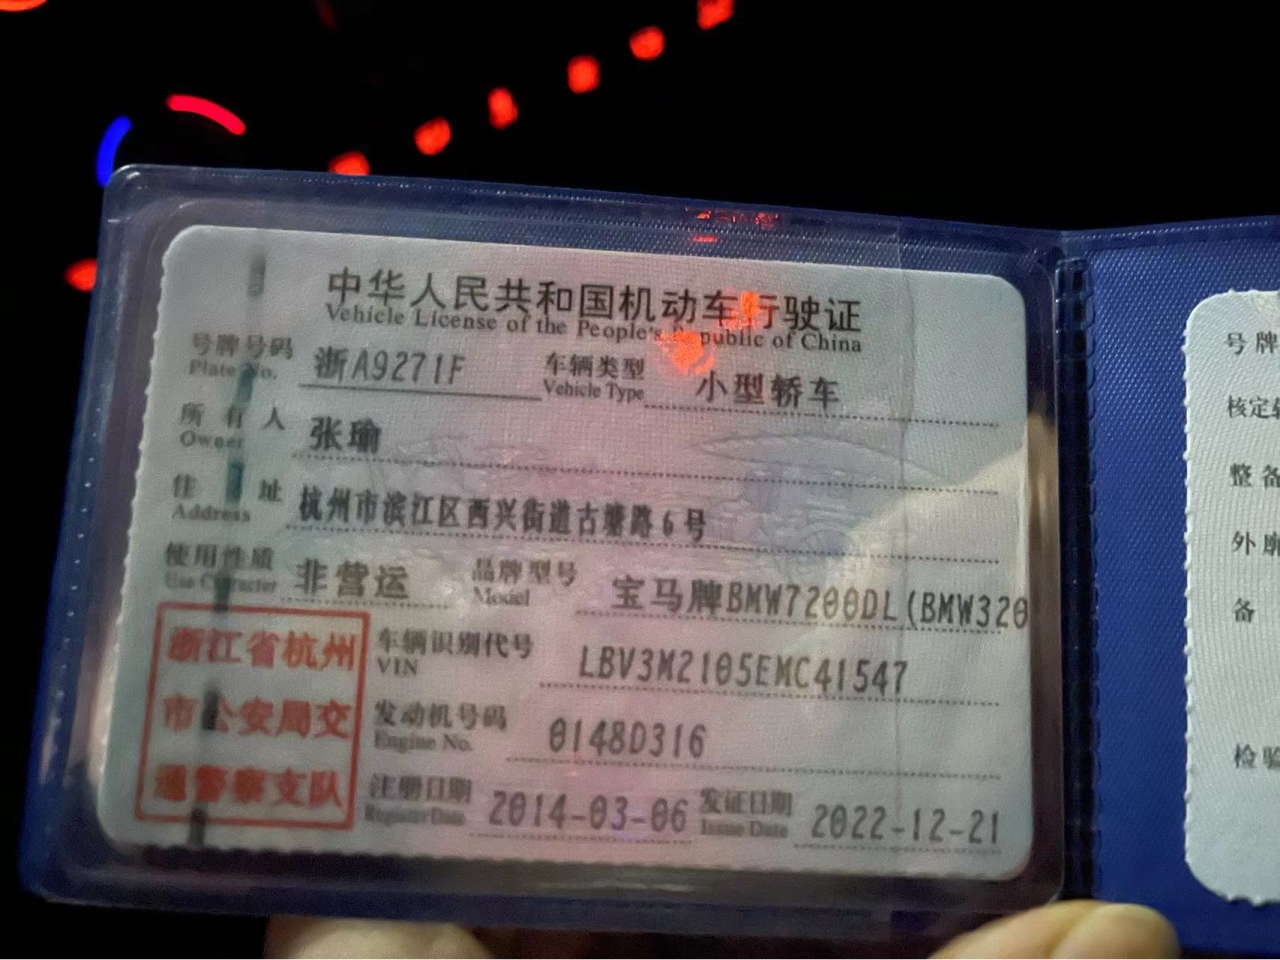 中华人民共和国机动车行驶证
Vehicle License of the People's Republic of China
号牌号码 浙A9271F 车辆类型 小型轿车
Plate No. Vehicle Type
所有人 张瑜
Owner
住址 杭州市滨江区西兴街道古塘路6号
Address
使用性质 非营运 品牌型号 宝马牌BMW7200DL(BMW320
Use Character Model
浙江省杭州
市公安局交
通警察支队
车辆识别代号 LBV3M2105EMC41547
VIN
发动机号码 0148D316
Engine No.
注册日期 2014-03-06 发证日期 2022-12-21
Register Date Issue Date
号牌
核定
整备
外廓
备
检验